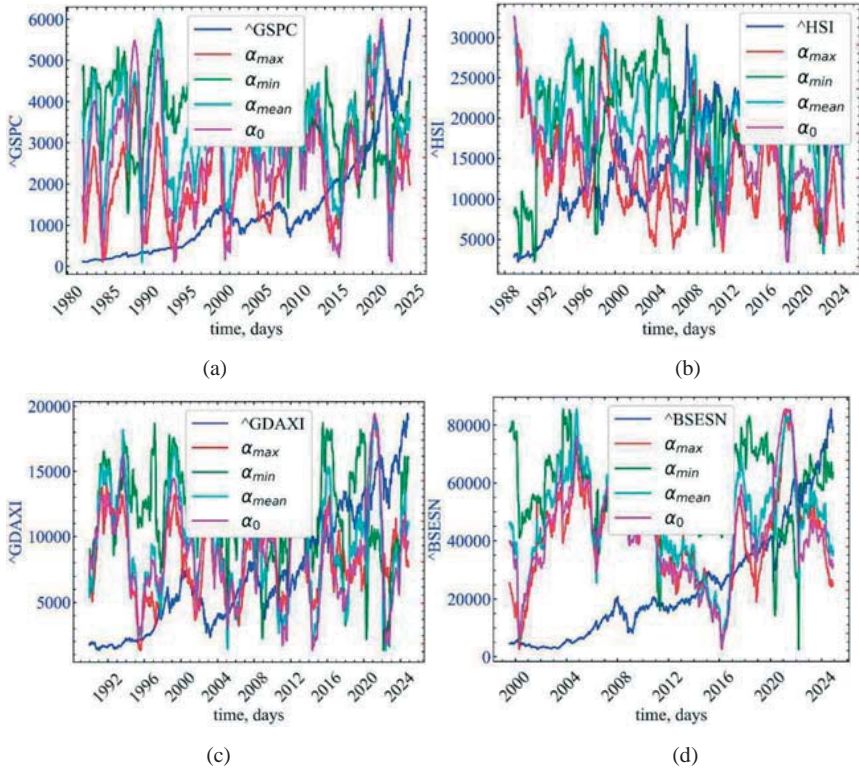 6000
5000
4000
3000
2000
1000
0
^GSPC
^GSPC
α_max
α_min
α_mean
α_0
1980
1985
1990
1995
2000
2005
2010
2015
2020
2025
time, days
(a)
30000
25000
20000
15000
10000
5000
^HSI
^HSI
α_max
α_min
α_mean
α_0
1988
1992
1996
2000
2004
2008
2012
2016
2020
2024
time, days
(b)
20000
15000
10000
5000
^GDAXI
^GDAXI
α_max
α_min
α_mean
α_0
1992
1996
2000
2004
2008
2012
2016
2020
2024
time, days
(c)
80000
60000
40000
20000
0
^BSESN
^BSESN
α_max
α_min
α_mean
α_0
2000
2004
2008
2012
2016
2020
2024
time, days
(d)